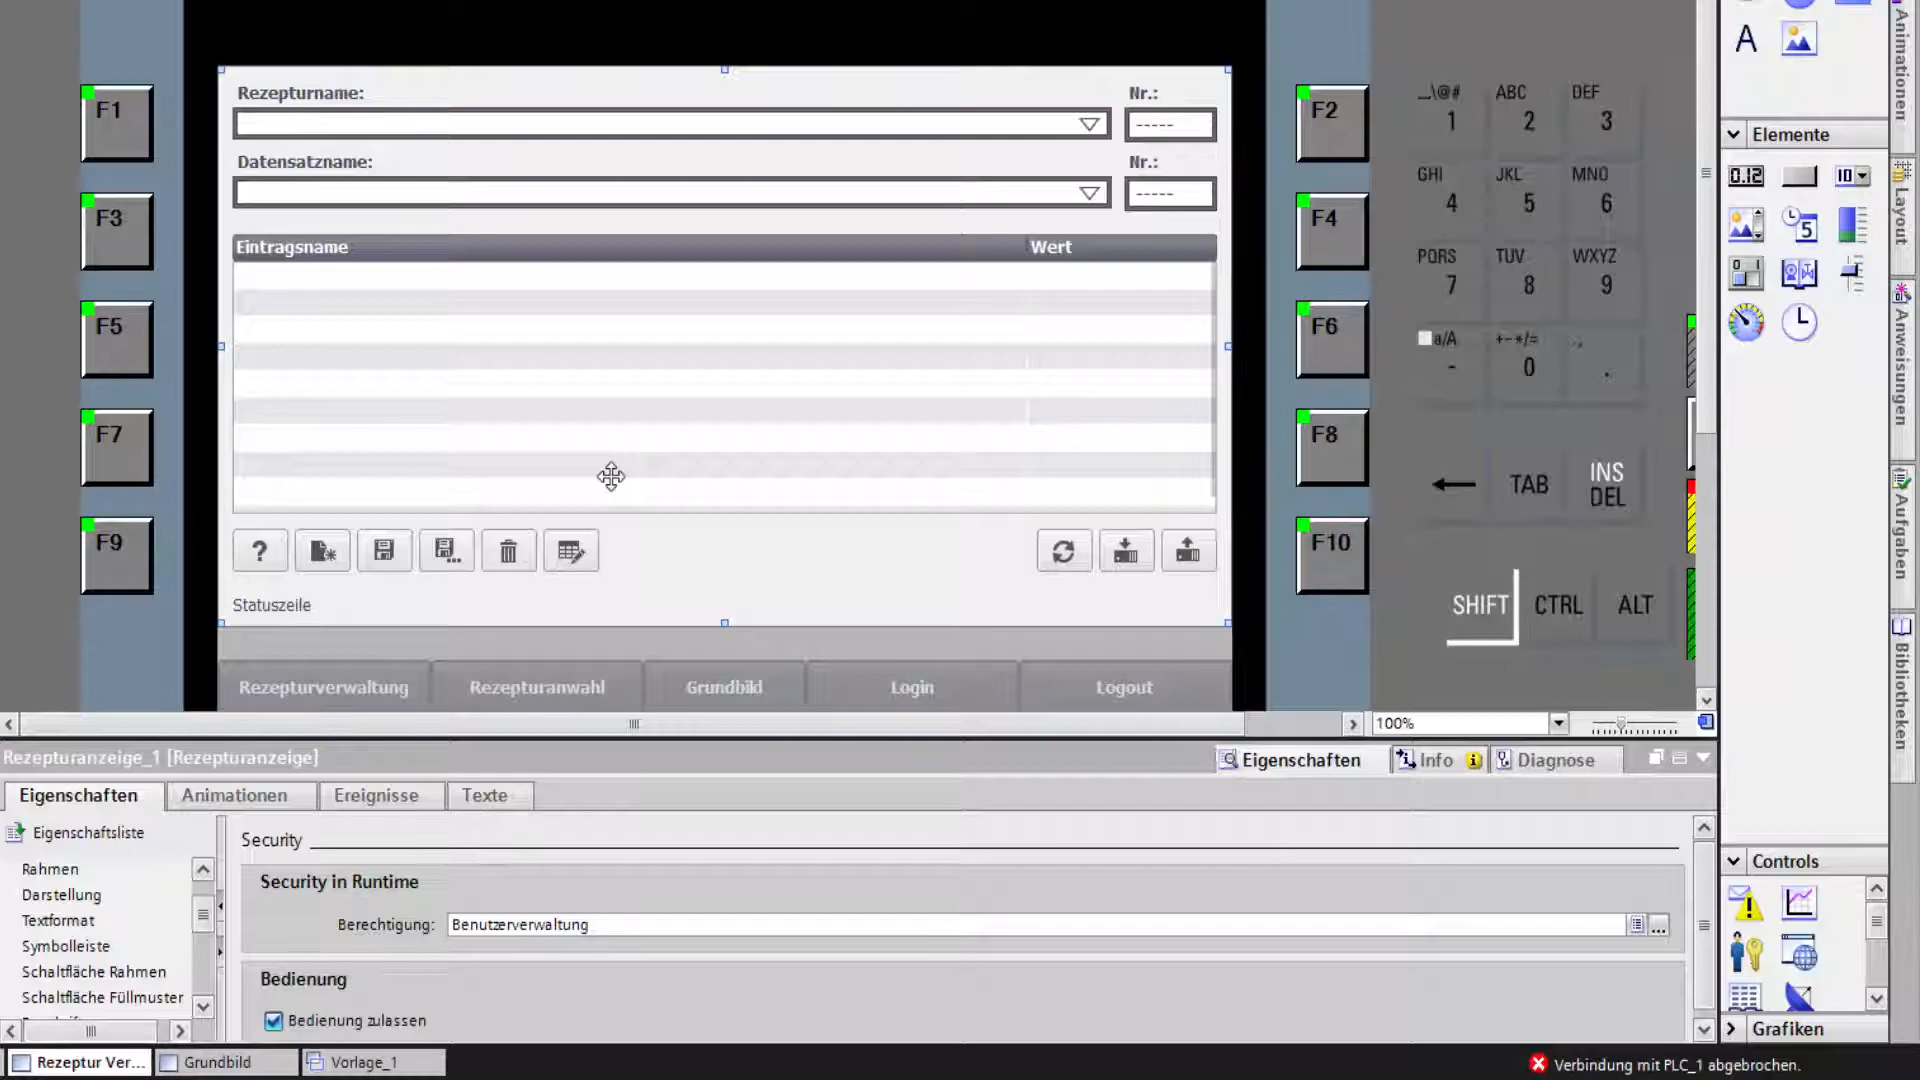 Rezepturname:
Nr.:
-----
Datensatzname:
Nr.:
-----
Eintragsname
Wert
?
Statuszeile
Rezepturverwaltung
Rezepturanwahl
Grundbild
Login
Logout
F1
F3
F5
F7
F9
F2
F4
F6
F8
F10
_\@#
ABC
DEF
1
2
3
GHI
JKL
MNO
4
5
6
PQRS
TUV
WXYZ
7
8
9
a/A
+-*/=
.,
-
0
.
TAB
INS
DEL
SHIFT
CTRL
ALT
100%
A
Elemente
0.12
10
5
0 1
Controls
Grafiken
Animationen
Layout
Anweisungen
Aufgaben
Bibliotheken
Rezepturanzeige_1 [Rezepturanzeige]
Eigenschaften
Info
Diagnose
Eigenschaften
Animationen
Ereignisse
Texte
Eigenschaftsliste
Rahmen
Darstellung
Textformat
Symbolleiste
Schaltfläche Rahmen
Schaltfläche Füllmuster
Security
Security in Runtime
Berechtigung:
Benutzerverwaltung
...
Bedienung
Bedienung zulassen
Rezeptur Ver...
Grundbild
Vorlage_1
Verbindung mit PLC_1 abgebrochen.